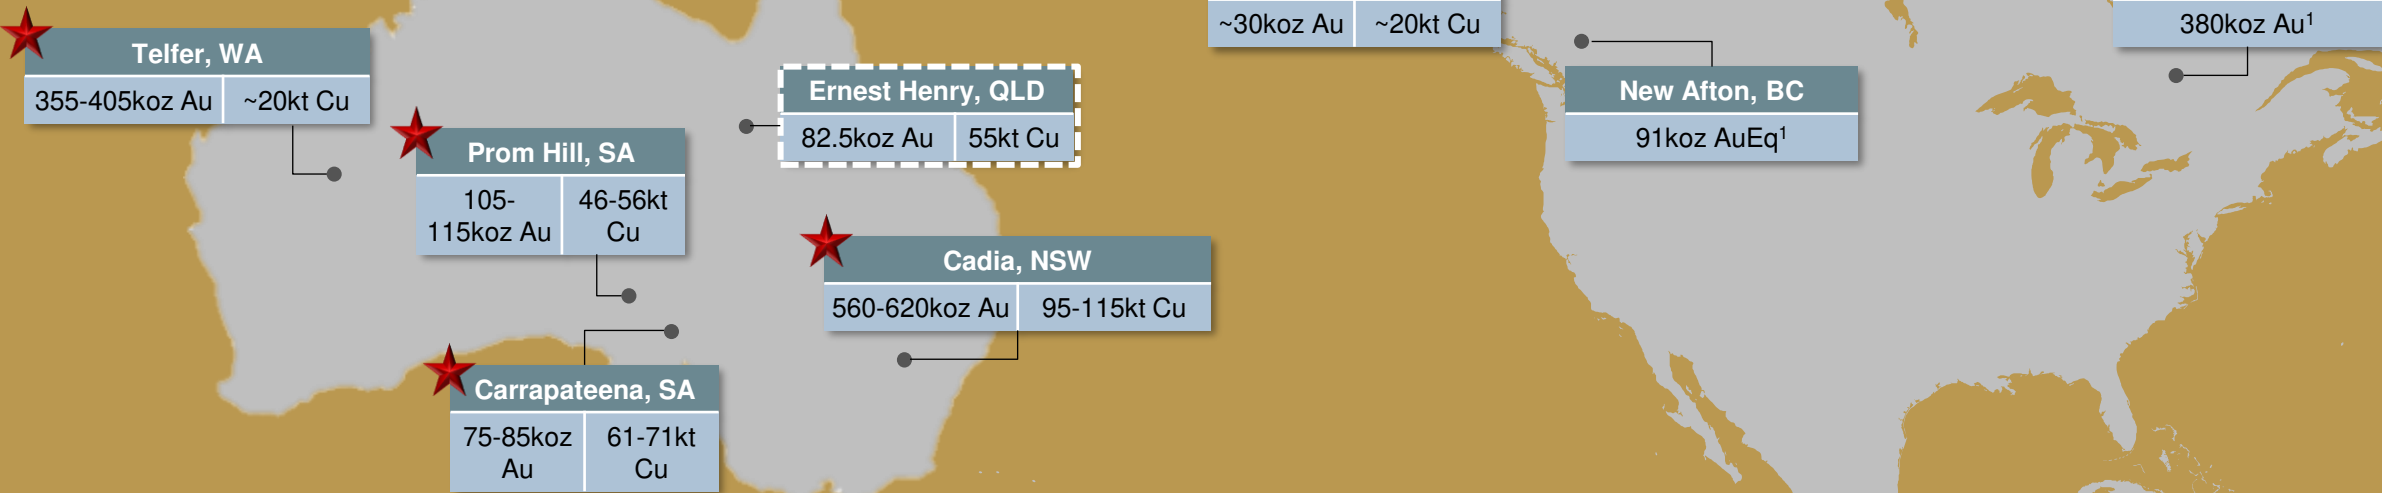 ~30koz Au ~20kt Cu
380koz Au¹
Telfer, WA
355-405koz Au ~20kt Cu
Ernest Henry, QLD
82.5koz Au 55kt Cu
New Afton, BC
91koz AuEq¹
Prom Hill, SA
105- 46-56kt
115koz Au Cu
Cadia, NSW
560-620koz Au 95-115kt Cu
Carrapateena, SA
75-85koz 61-71kt
Au Cu